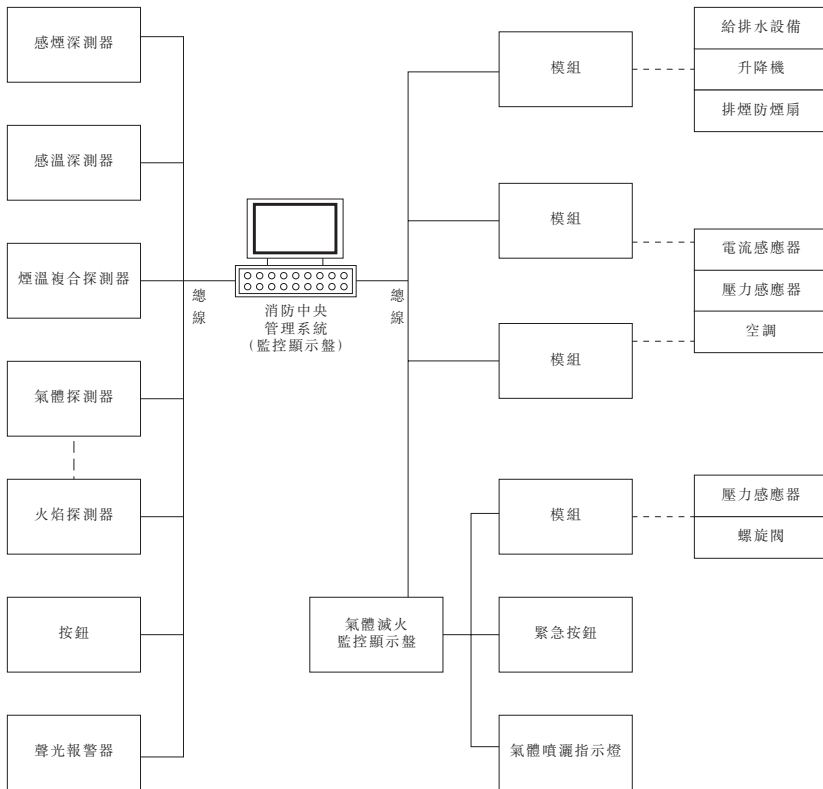 感煙深測器
感溫深測器
煙溫複合探測器
氣體探測器
火焰探測器
按鈕
聲光報警器
總線
消防中央
管理系統
(監控顯示盤)
總線
模組
給排水設備
升降機
排煙防煙扇
模組
電流感應器
壓力感應器
空調
模組
模組
壓力感應器
螺旋閥
氣體滅火
監控顯示盤
緊急按鈕
氣體噴灑指示燈